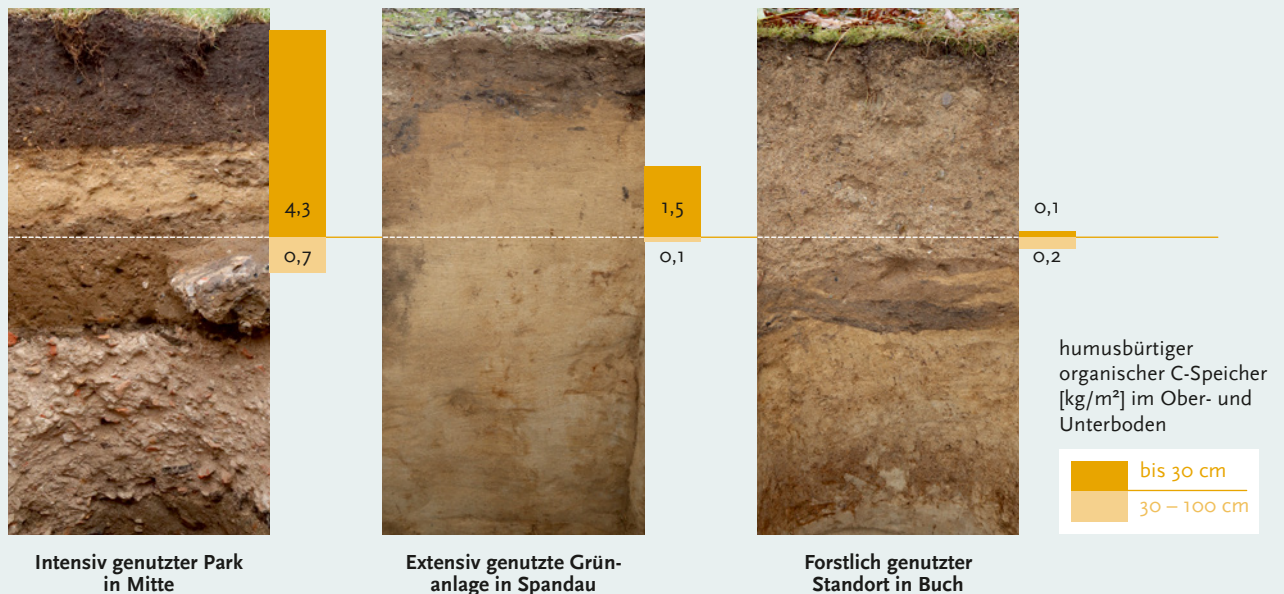 4,3
0,7
1,5
0,1
0,1
0,2
humusbürtiger
organischer C-Speicher
[kg/m²] im Ober- und
Unterboden
bis 30 cm
30 – 100 cm
Intensiv genutzter Park
in Mitte
Extensiv genutzte Grün-
anlage in Spandau
Forstlich genutzter
Standort in Buch